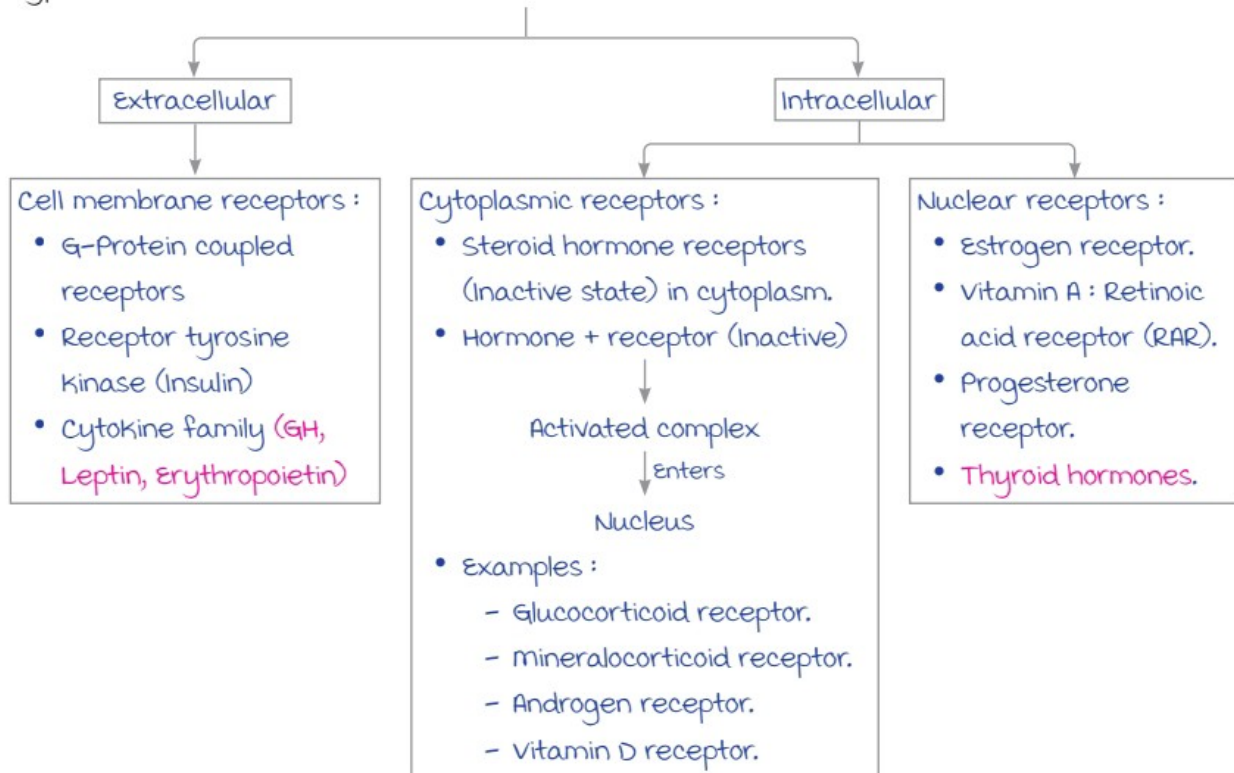 Extracellular
Intracellular
Cell membrane receptors :
• G-Protein coupled
receptors
• Receptor tyrosine
kinase (Insulin)
• Cytokine family (GH,
Leptin, Erythropoietin)
Cytoplasmic receptors :
• Steroid hormone receptors
(Inactive state) in cytoplasm.
• Hormone + receptor (Inactive)
Activated complex
Enters
Nucleus
• Examples :
- Glucocorticoid receptor.
- Mineralocorticoid receptor.
- Androgen receptor.
- Vitamin D receptor.
Nuclear receptors :
• Estrogen receptor.
• Vitamin A : Retinoic
acid receptor (RAR).
• Progesterone
receptor.
• Thyroid hormones.